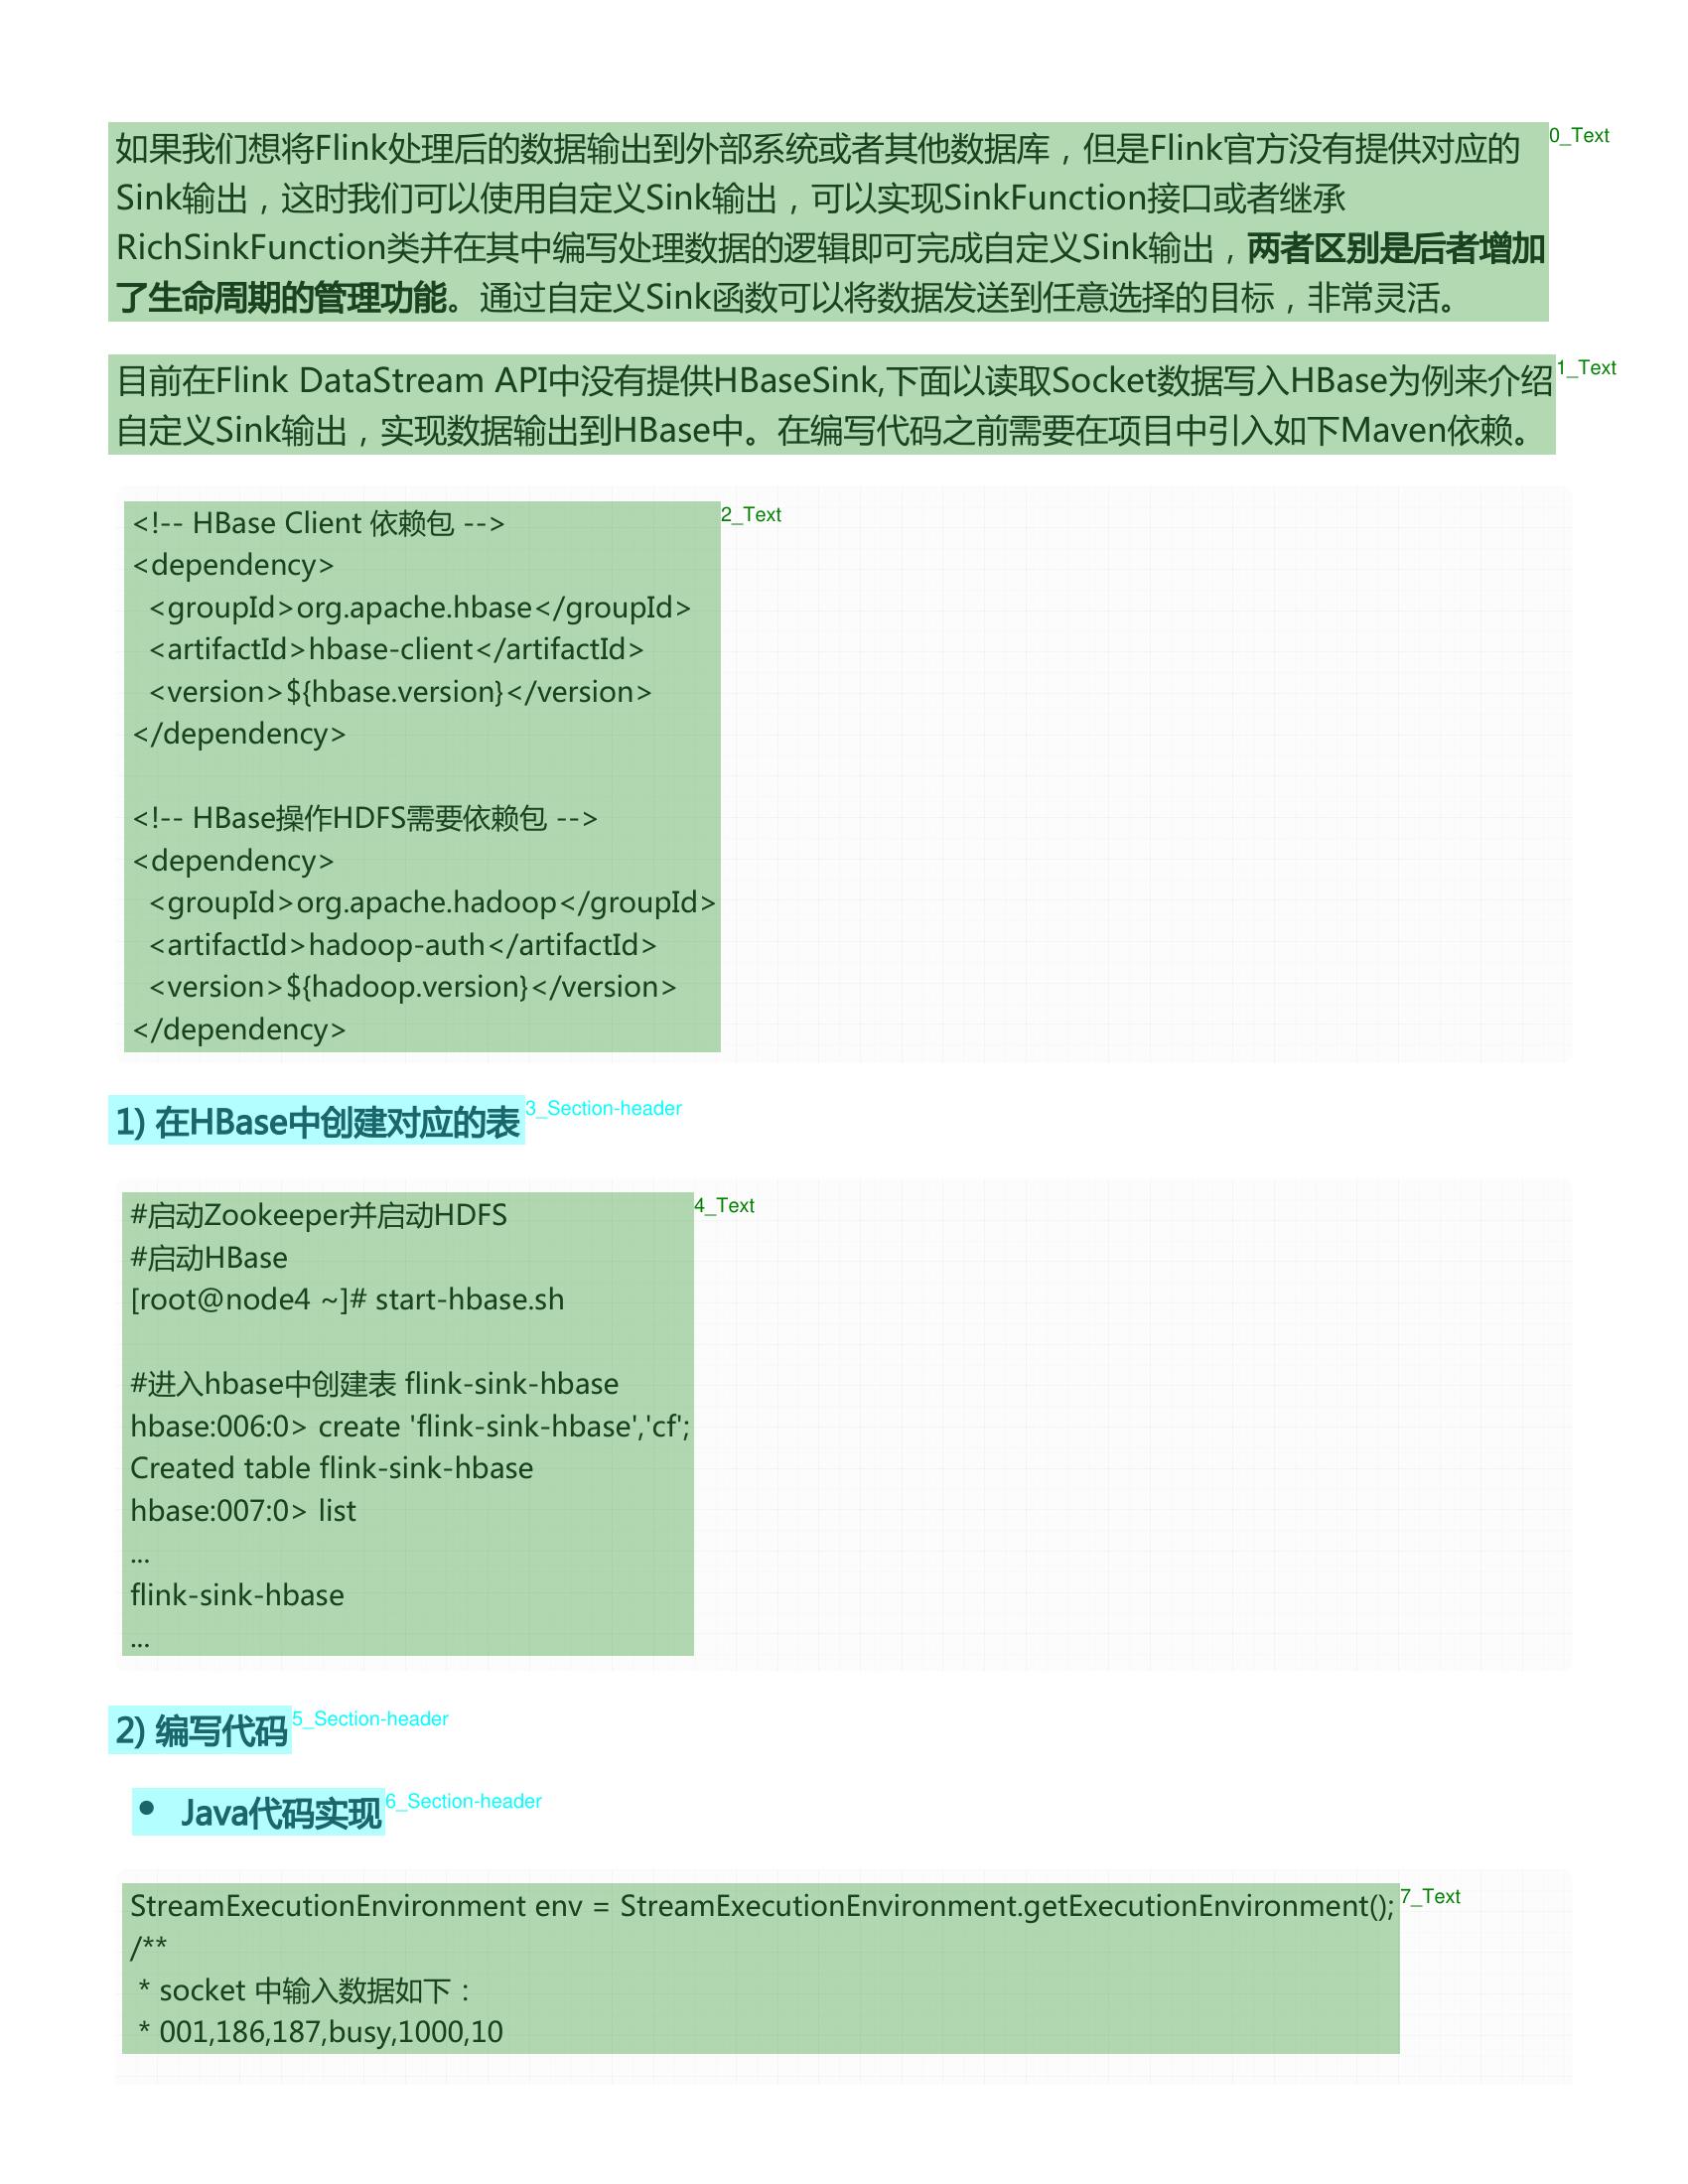 如果我们想将Flink处理后的数据输出到外部系统或者其他数据库，但是Flink官方没有提供对应的
0_Text
Sink输出，这时我们可以使用自定义Sink输出，可以实现SinkFunction接口或者继承
RichSinkFunction类并在其中编写处理数据的逻辑即可完成自定义Sink输出，两者区别是后者增加
了生命周期的管理功能。通过自定义Sink函数可以将数据发送到任意选择的目标，非常灵活。
目前在Flink DataStream API中没有提供HBaseSink,下面以读取Socket数据写入HBase为例来介绍
1_Text
自定义Sink输出，实现数据输出到HBase中。在编写代码之前需要在项目中引入如下Maven依赖。
<!-- HBase Client 依赖包 -->
2_Text
<dependency>
  <groupId>org.apache.hbase</groupId>
  <artifactId>hbase-client</artifactId>
  <version>${hbase.version}</version>
</dependency>
<!-- HBase操作HDFS需要依赖包 -->
<dependency>
  <groupId>org.apache.hadoop</groupId>
  <artifactId>hadoop-auth</artifactId>
  <version>${hadoop.version}</version>
</dependency>
1) 在HBase中创建对应的表
3_Section-header
#启动Zookeeper并启动HDFS
4_Text
#启动HBase
[root@node4 ~]# start-hbase.sh
#进入hbase中创建表 flink-sink-hbase
hbase:006:0> create 'flink-sink-hbase','cf';
Created table flink-sink-hbase
hbase:007:0> list
...
flink-sink-hbase
...
2) 编写代码
5_Section-header
● Java代码实现
6_Section-header
StreamExecutionEnvironment env = StreamExecutionEnvironment.getExecutionEnvironment();
7_Text
/**
 * socket 中输入数据如下：
 * 001,186,187,busy,1000,10